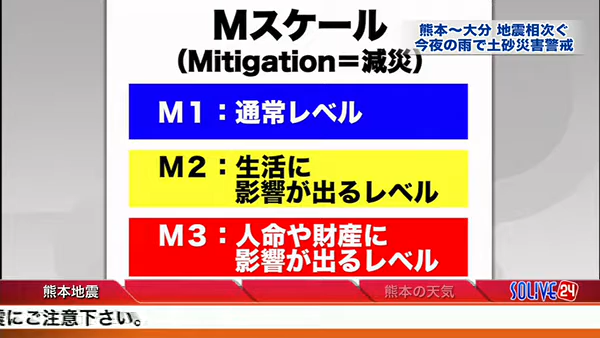 熊本～大分 地震相次ぐ
今夜の雨で土砂災害警戒
Mスケール
(Mitigation＝減災)
M1：通常レベル
M2：生活に
影響が出るレベル
M3：人命や財産に
影響が出るレベル
熊本地震
熊本の天気
SOLiVE24
にご注意下さい。